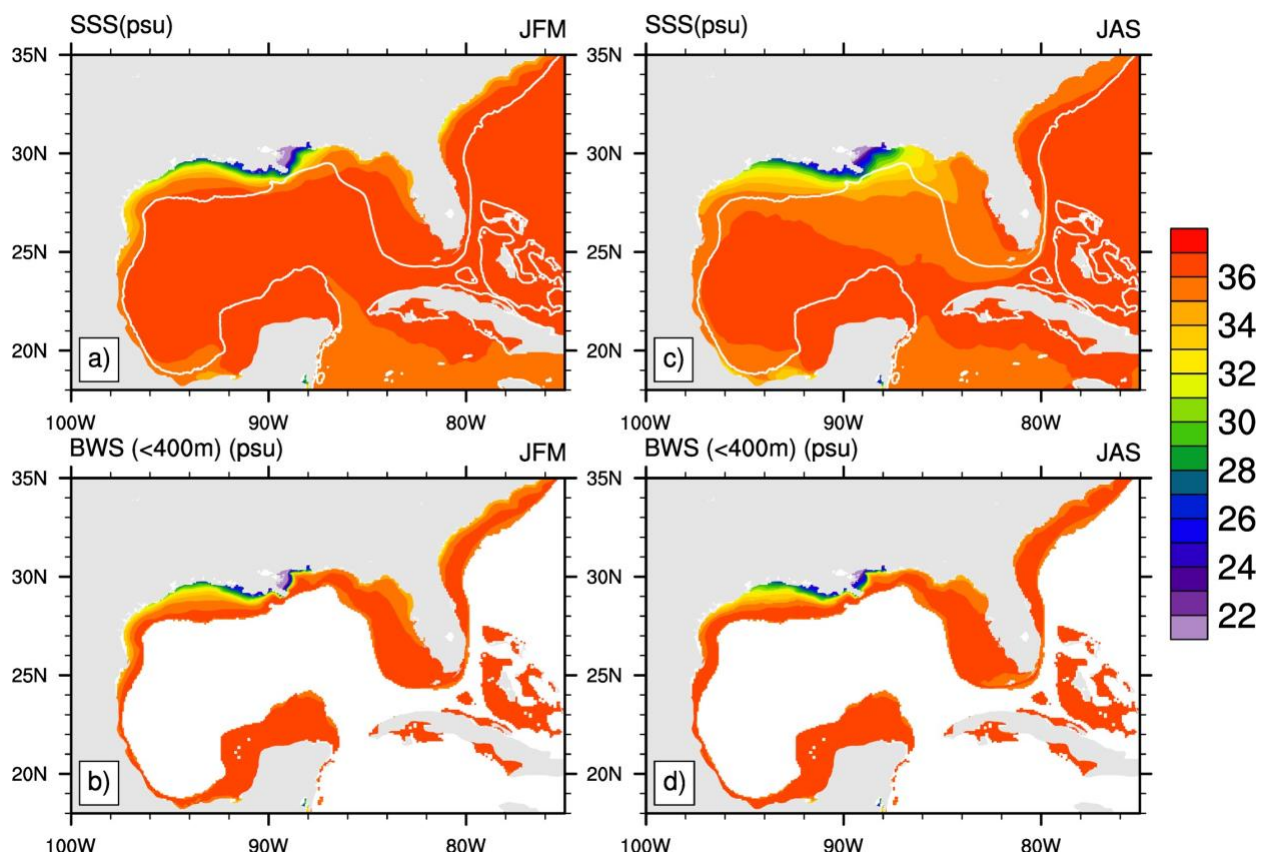 SSS(psu) JFM
35N
30N
25N
20N
a)
100W 90W 80W
SSS(psu) JAS
35N
30N
25N
20N
c)
100W 90W 80W
BWS (<400m) (psu) JFM
35N
30N
25N
20N
b)
100W 90W 80W
BWS (<400m) (psu) JAS
35N
30N
25N
20N
d)
100W 90W 80W
36
34
32
30
28
26
24
22